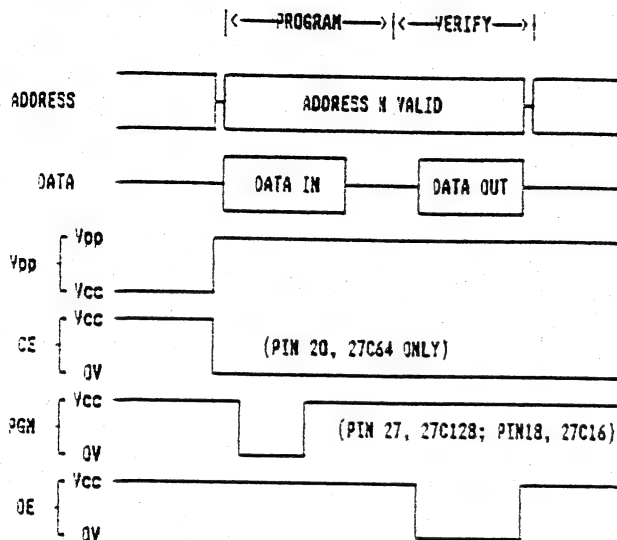 |<——PROGRAM——>|<——VERIFY——>|
ADDRESS
ADDRESS N VALID
DATA
DATA IN
DATA OUT
Vpp
Vpp
Vcc
CE
Vcc
0V
(PIN 20, 27C64 ONLY)
PGM
Vcc
0V
(PIN 27, 27C128; PIN18, 27C16)
OE
Vcc
0V